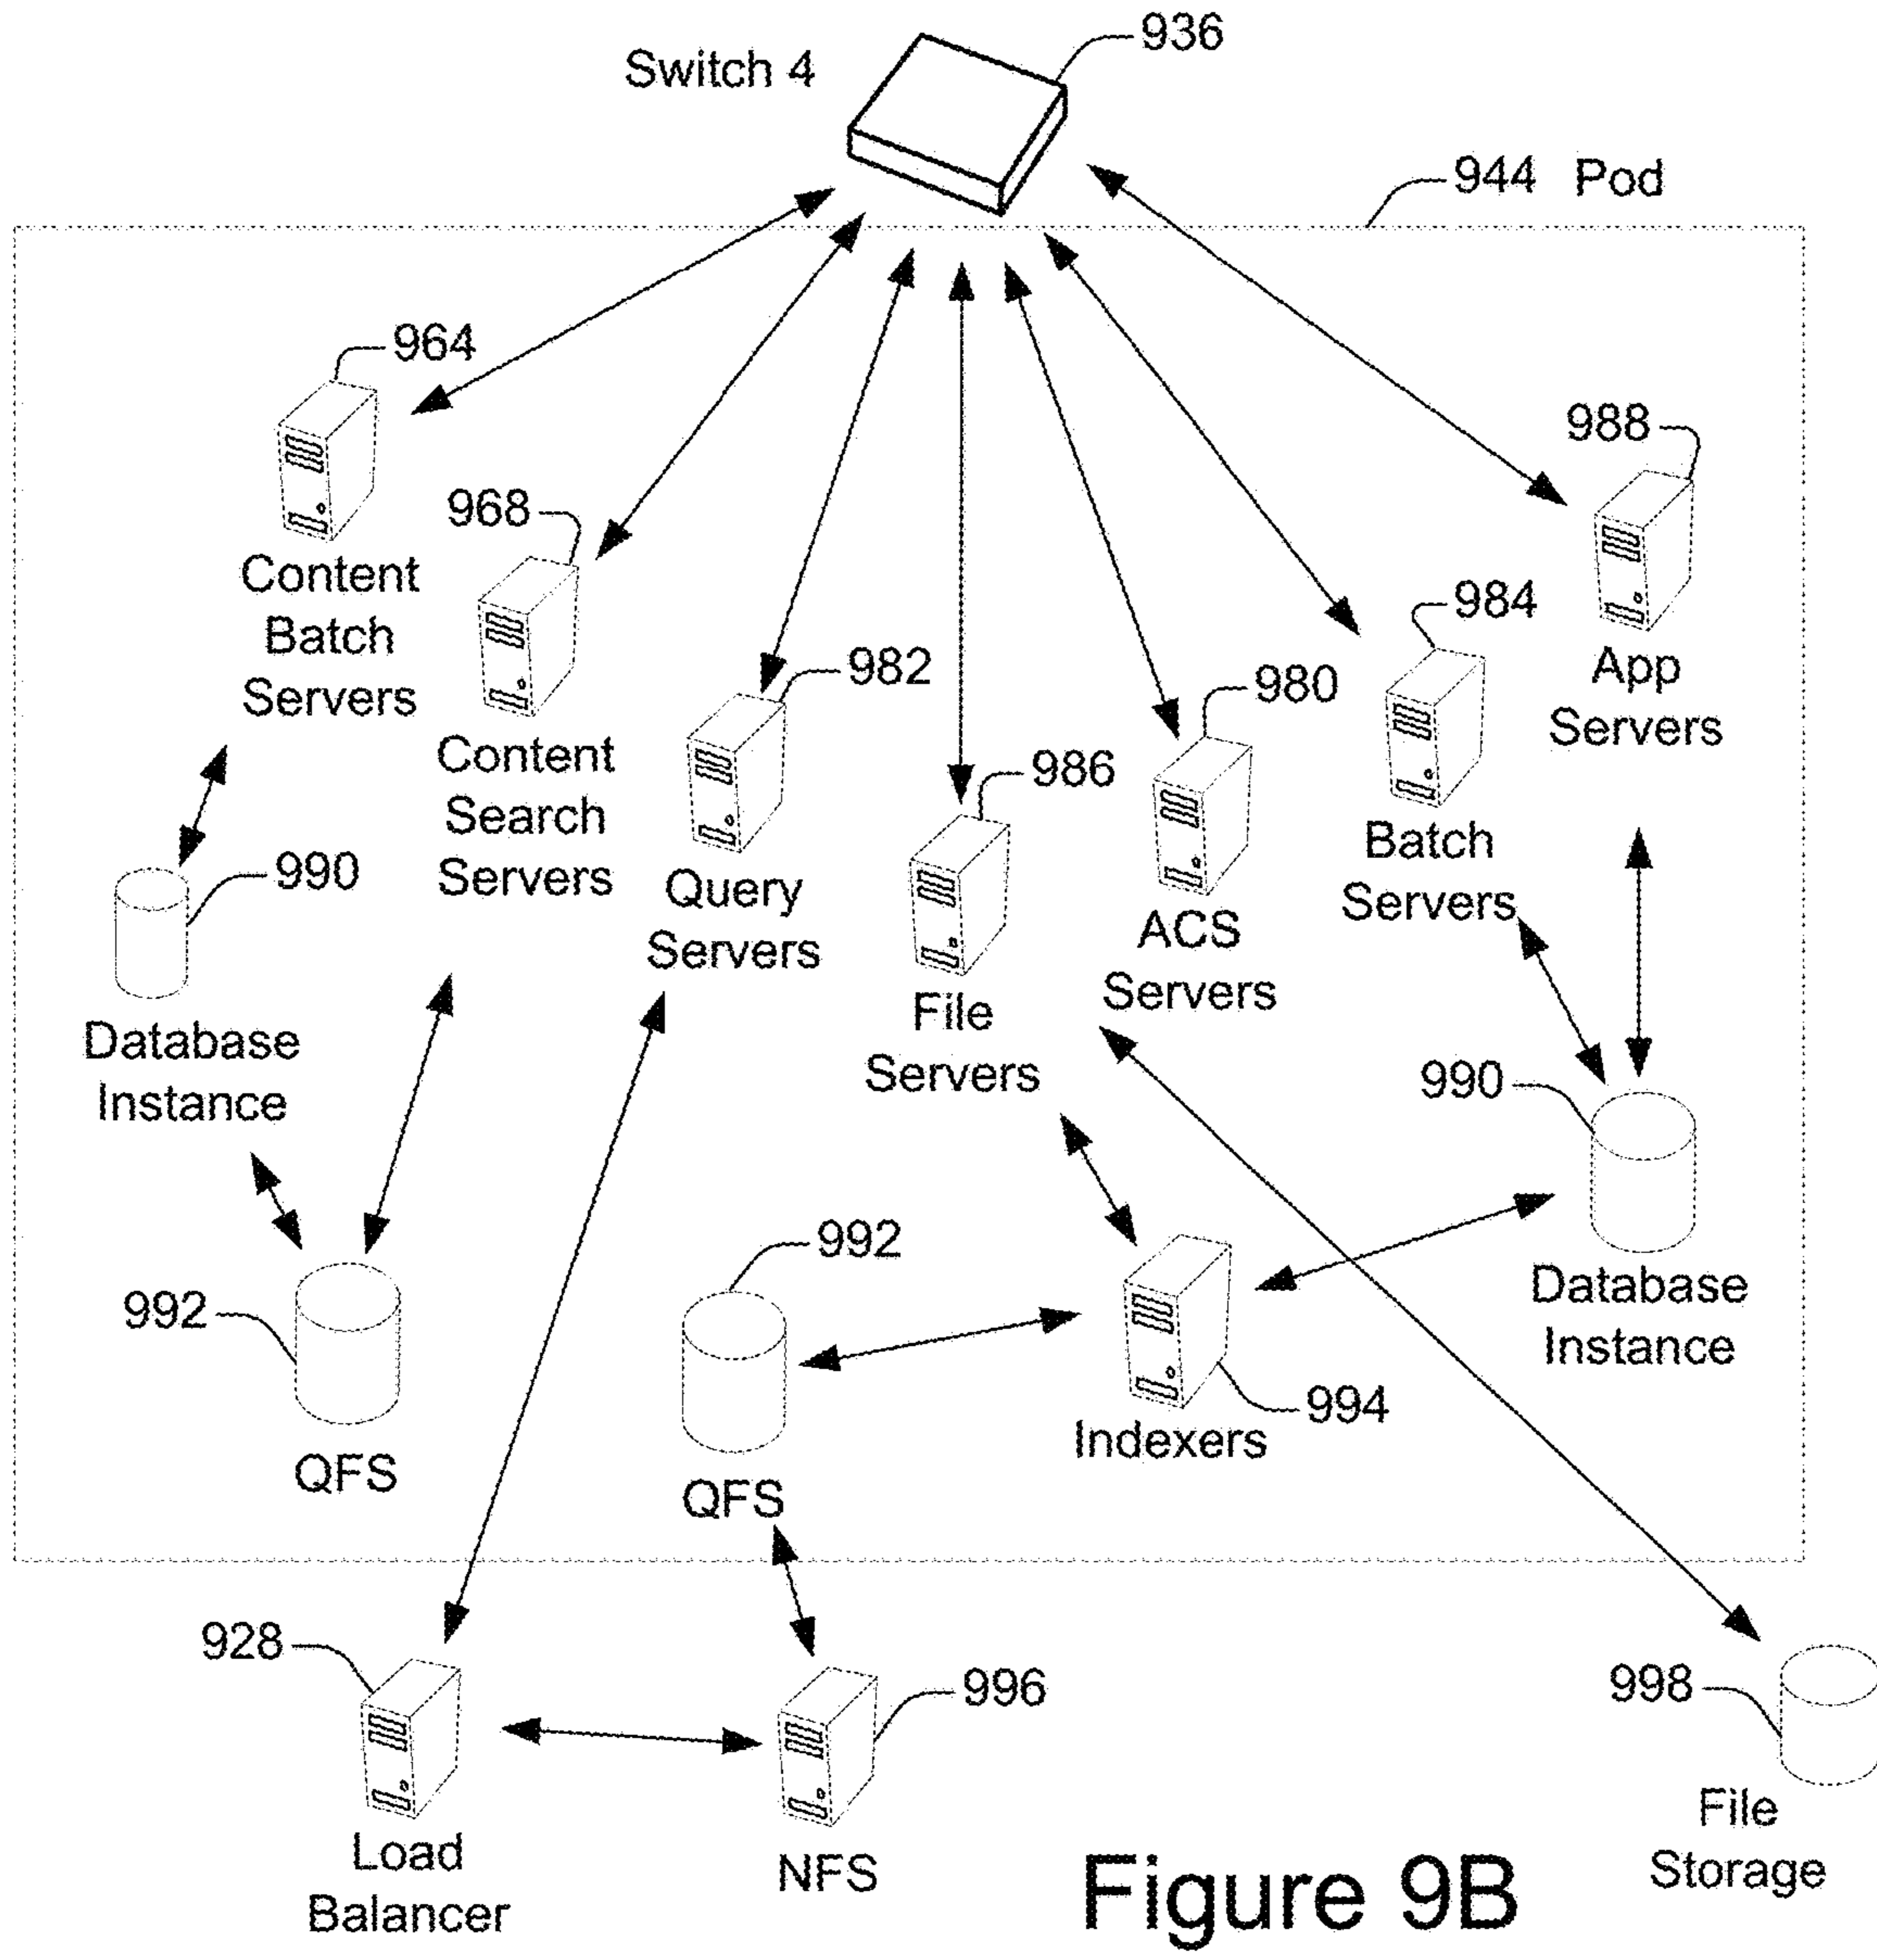 936
Switch 4
944 Pod
964
988
968
Content
Batch
Servers
984
982
980
App
Servers
Content
Search
Servers
986
Batch
Servers
990
Query
Servers
ACS
Servers
File
Servers
Database
Instance
990
992
992
Database
Instance
994
Indexers
QFS
QFS
928
996
998
File
Storage
Load
Balancer
NFS
Figure 9B